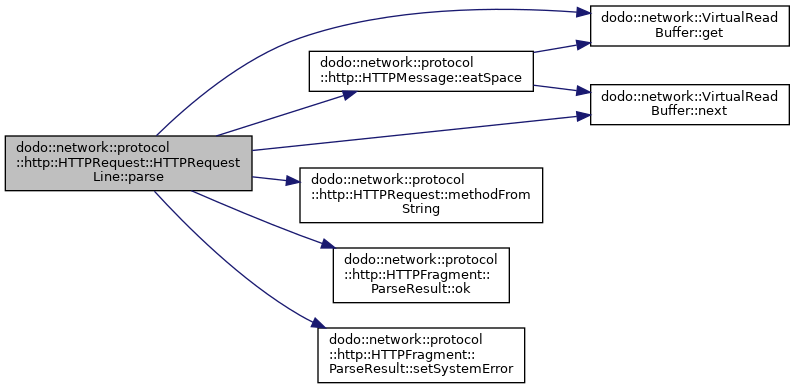 dodo::network::protocol
::http::HTTPRequest::HTTPRequest
Line::parse
dodo::network::VirtualRead
Buffer::get
dodo::network::protocol
::http::HTTPMessage::eatSpace
dodo::network::VirtualRead
Buffer::next
dodo::network::protocol
::http::HTTPRequest::methodFrom
String
dodo::network::protocol
::http::HTTPFragment::
ParseResult::ok
dodo::network::protocol
::http::HTTPFragment::
ParseResult::setSystemError